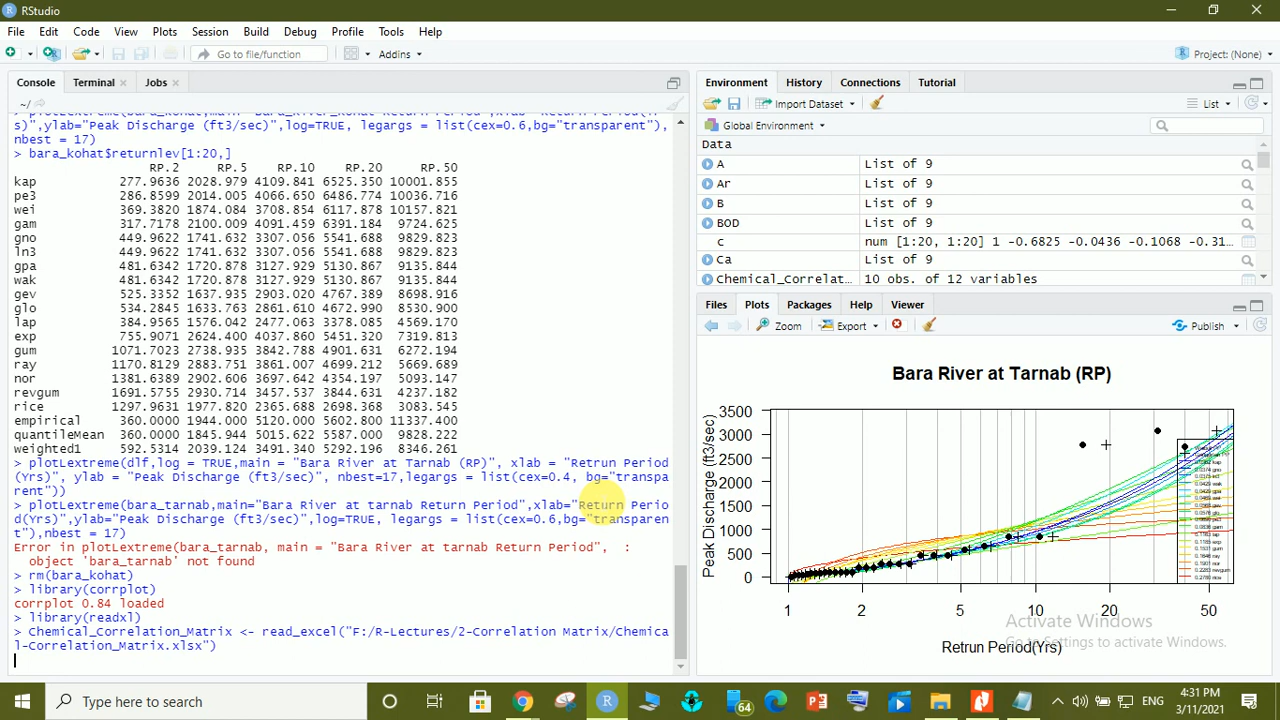 RStudio
File Edit Code View Plots Session Build Debug Profile Tools Help
Go to file/function Addins Project: (None)
Console Terminal Jobs
~/
s)",ylab="Peak Discharge (ft3/sec)",log=TRUE, legargs = list(cex=0.6,bg="transparent"),
nbest = 17)
> bara_kohat$returnlev[1:20,]
RP.2 RP.5 RP.10 RP.20 RP.50
kap 277.9636 2028.979 4109.841 6525.350 10001.855
pe3 286.8599 2014.005 4066.650 6486.774 10036.716
wei 369.3820 1874.084 3708.854 6117.878 10157.821
gam 317.7178 2100.009 4091.459 6391.184 9724.625
gno 449.9622 1741.632 3307.056 5541.688 9829.823
ln3 449.9622 1741.632 3307.056 5541.688 9829.823
gpa 481.6342 1720.878 3127.929 5130.867 9135.844
wak 481.6342 1720.878 3127.929 5130.867 9135.844
gev 525.3352 1637.935 2903.020 4767.389 8698.916
glo 534.2845 1633.763 2861.610 4672.990 8530.900
lap 384.9565 1576.042 2477.063 3378.085 4569.170
exp 755.9071 2624.400 4037.860 5451.320 7319.813
gum 1071.7023 2738.935 3842.788 4901.631 6272.194
ray 1170.8129 2883.751 3861.007 4699.212 5669.689
nor 1381.6389 2902.606 3697.642 4354.197 5093.147
revgum 1691.5755 2930.714 3457.537 3844.631 4237.182
rice 1297.9631 1977.820 2365.688 2698.368 3083.545
empirical 360.0000 1944.000 5120.000 5602.800 11337.400
quantileMean 360.0000 1845.944 5015.622 5587.000 9828.222
weighted1 592.5314 2039.124 3491.340 5292.196 8346.261
> plotLextreme(dlf,log = TRUE,main = "Bara River at Tarnab (RP)", xlab = "Retrun Period
(Yrs)", ylab = "Peak Discharge (ft3/sec)", nbest=17,legargs = list(cex=0.4, bg="transpa
rent"))
> plotLextreme(bara_tarnab,main="Bara River at tarnab Return Period",xlab="Return Perio
d(Yrs)",ylab="Peak Discharge (ft3/sec)",log=TRUE, legargs = list(cex=0.6,bg="transparen
t"),nbest = 17)
Error in plotLextreme(bara_tarnab, main = "Bara River at tarnab Return Period", :
object 'bara_tarnab' not found
> rm(bara_kohat)
> library(corrplot)
corrplot 0.84 loaded
> library(readxl)
> Chemical_Correlation_Matrix <- read_excel("F:/R-Lectures/2-Correlation Matrix/Chemica
l-Correlation_Matrix.xlsx")
Environment History Connections Tutorial
Import Dataset List
Global Environment
Data
A List of 9
Ar List of 9
B List of 9
BOD List of 9
c num [1:20, 1:20] 1 -0.6825 -0.0436 -0.1068 -0.31...
Ca List of 9
Chemical_Correlat... 10 obs. of 12 variables
Files Plots Packages Help Viewer
Zoom Export Publish
Bara River at Tarnab (RP)
Peak Discharge (ft3/sec)
3500
3000
2500
2000
1500
1000
500
0
1 2 5 10 20 50
Retrun Period(Yrs)
Activate Windows
Go to Settings to activate Windows.
Type here to search
64
ENG
4:31 PM
3/11/2021